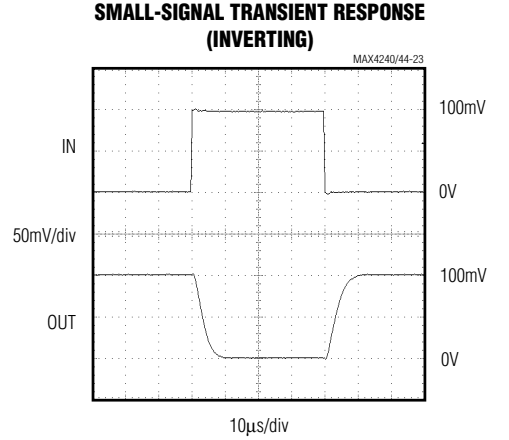 SMALL-SIGNAL TRANSIENT RESPONSE
(INVERTING)
MAX4240/44-23
100mV
IN
0V
50mV/div
100mV
OUT
0V
10µs/div